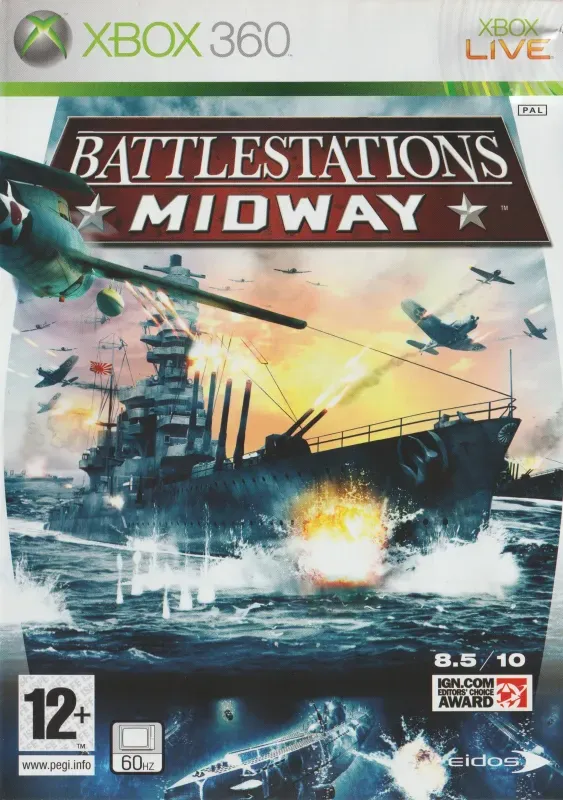 XBOX 360
XBOX
LIVE
PAL
BATTLESTATIONS
MIDWAY
TM
8.5/10
IGN.COM
EDITORS' CHOICE
AWARD
12+
TM
www.pegi.info
60HZ
eidos